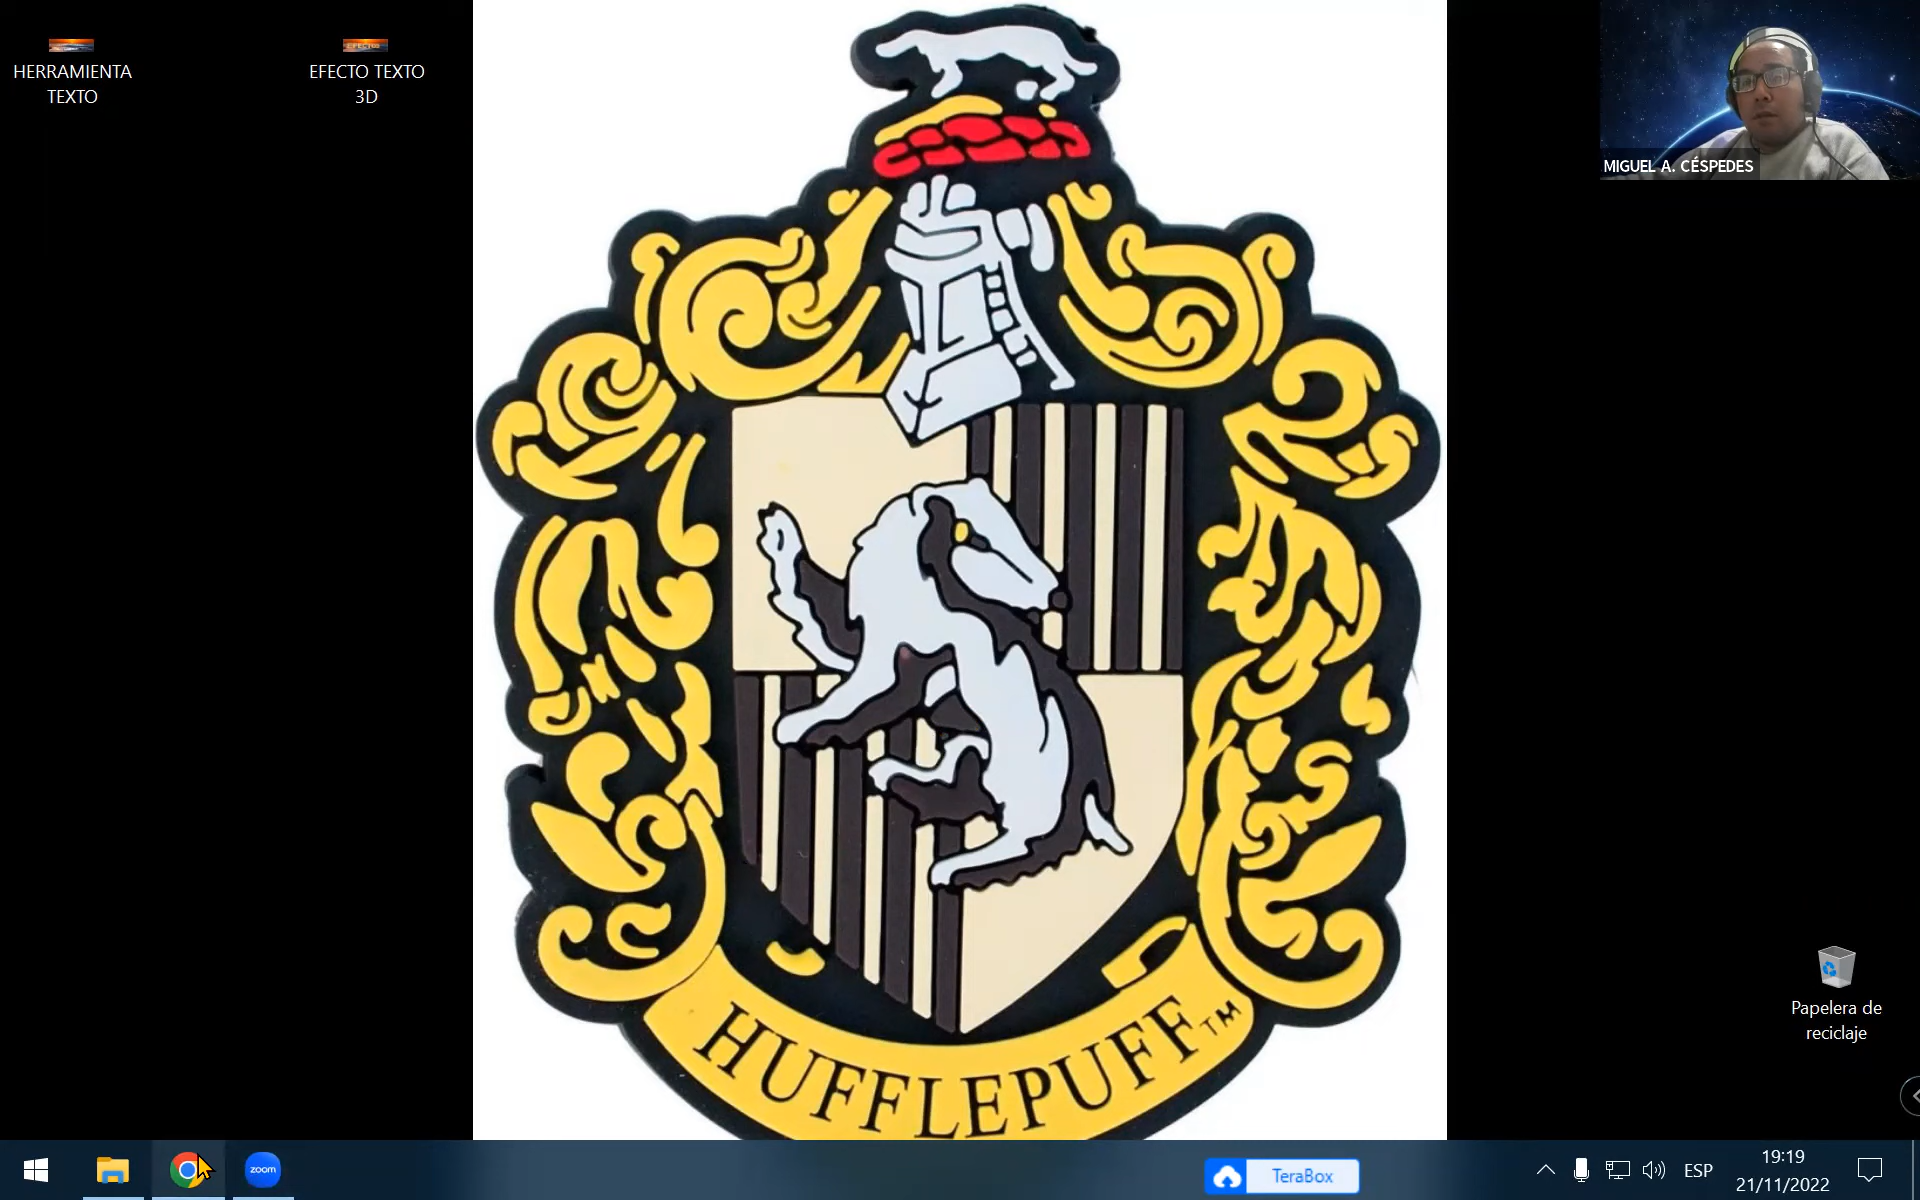 HERRAMIENTA
TEXTO
EFECTO TEXTO
3D
MIGUEL A. CÉSPEDES
HUFFLEPUFF™
Papelera de
reciclaje
zoom
TeraBox
ESP
19:19
21/11/2022